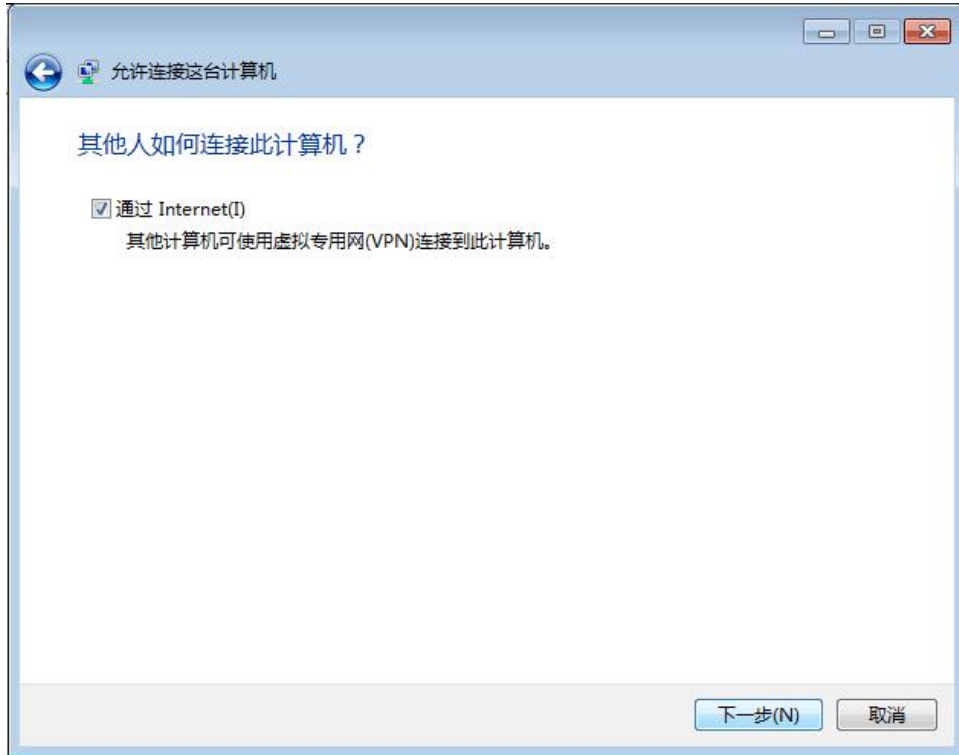 允许连接这台计算机
其他人如何连接此计算机？
通过 Internet(I)
其他计算机可使用虚拟专用网(VPN)连接到此计算机。
下一步(N)
取消